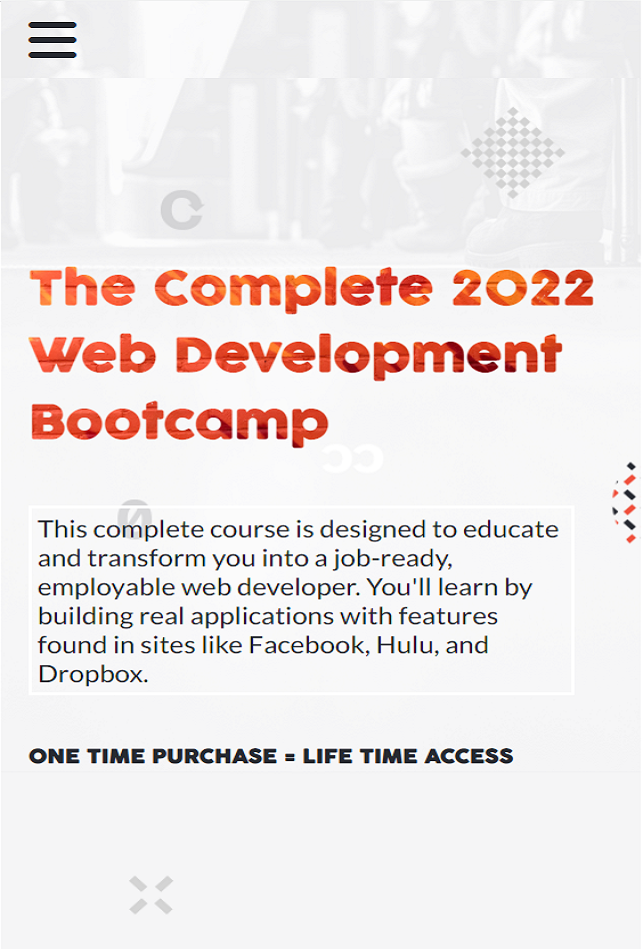 The Complete 2022
Web Development
Bootcamp
This complete course is designed to educate
and transform you into a job-ready,
employable web developer. You'll learn by
building real applications with features
found in sites like Facebook, Hulu, and
Dropbox.
ONE TIME PURCHASE = LIFE TIME ACCESS